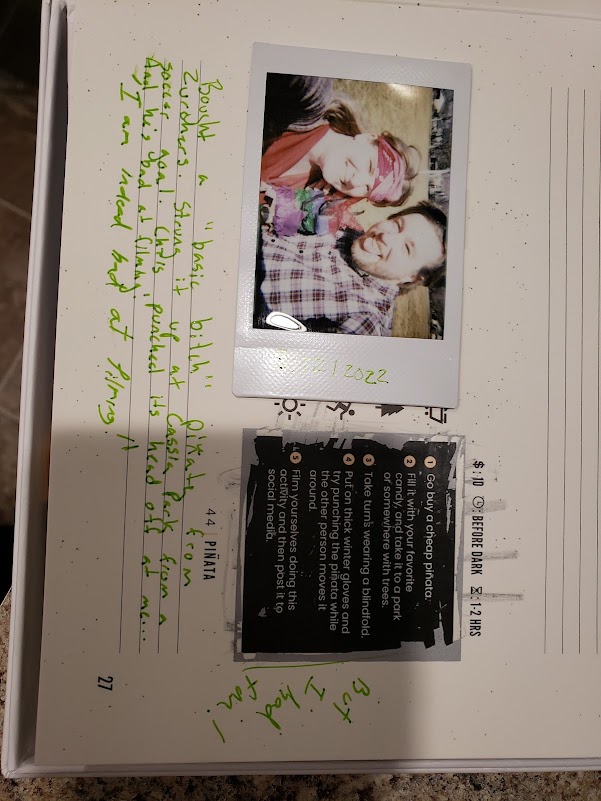 $: 10 : BEFORE DARK : 1-2 HRS
1 Go buy a cheap piñata.
2 Fill it with your favorite
candy, and take it to a park
or somewhere with trees.
3 Take turns wearing a blindfold.
4 Put on thick winter gloves and
try punching the piñata while
the other person moves it
around.
5 Film yourselves doing this
activity and then post it to
social media.
2022
But
I had
fun!
44 | PIÑATA
Bought a "basic bitch" piñata from
Zurchers. Strung it up at Cassia Park from a
soccer goal. Chris punched its head off at me...
And he's bad at filming.
I am indeed bad at filming
27